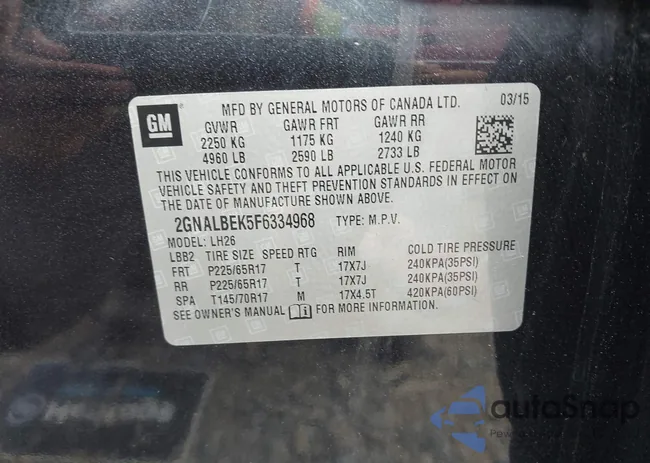 GM
MFD BY GENERAL MOTORS OF CANADA LTD. 03/15
GVWR GAWR FRT GAWR RR
2250 KG 1175 KG 1240 KG
4960 LB 2590 LB 2733 LB
THIS VEHICLE CONFORMS TO ALL APPLICABLE U.S. FEDERAL MOTOR
VEHICLE SAFETY AND THEFT PREVENTION STANDARDS IN EFFECT ON
THE DATE OF MANUFACTURE SHOWN ABOVE.
2GNALBEK5F6334968 TYPE: M.P.V.
MODEL: LH26
LBB2 TIRE SIZE SPEED RTG RIM COLD TIRE PRESSURE
FRT P225/65R17 T 17X7J 240KPA(35PSI)
RR P225/65R17 T 17X7J 240KPA(35PSI)
SPA T145/70R17 M 17X4.5T 420KPA(60PSI)
SEE OWNER'S MANUAL FOR MORE INFORMATION.
autoSnap